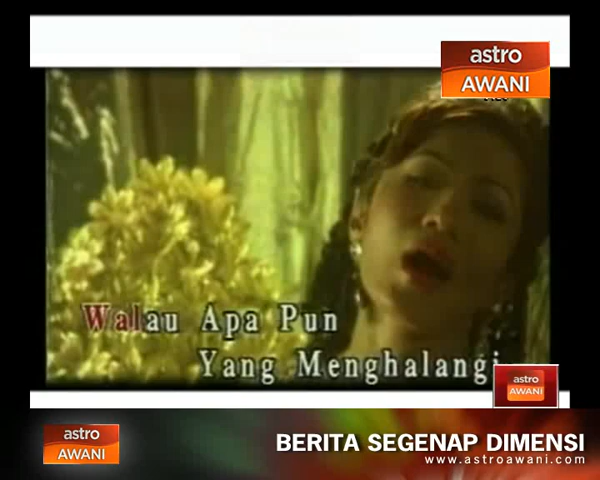 astro
AWANI
Walau Apa Pun
Yang Menghalangi
astro
AWANI
astro
AWANI
BERITA SEGENAP DIMENSI
www.astroawani.com